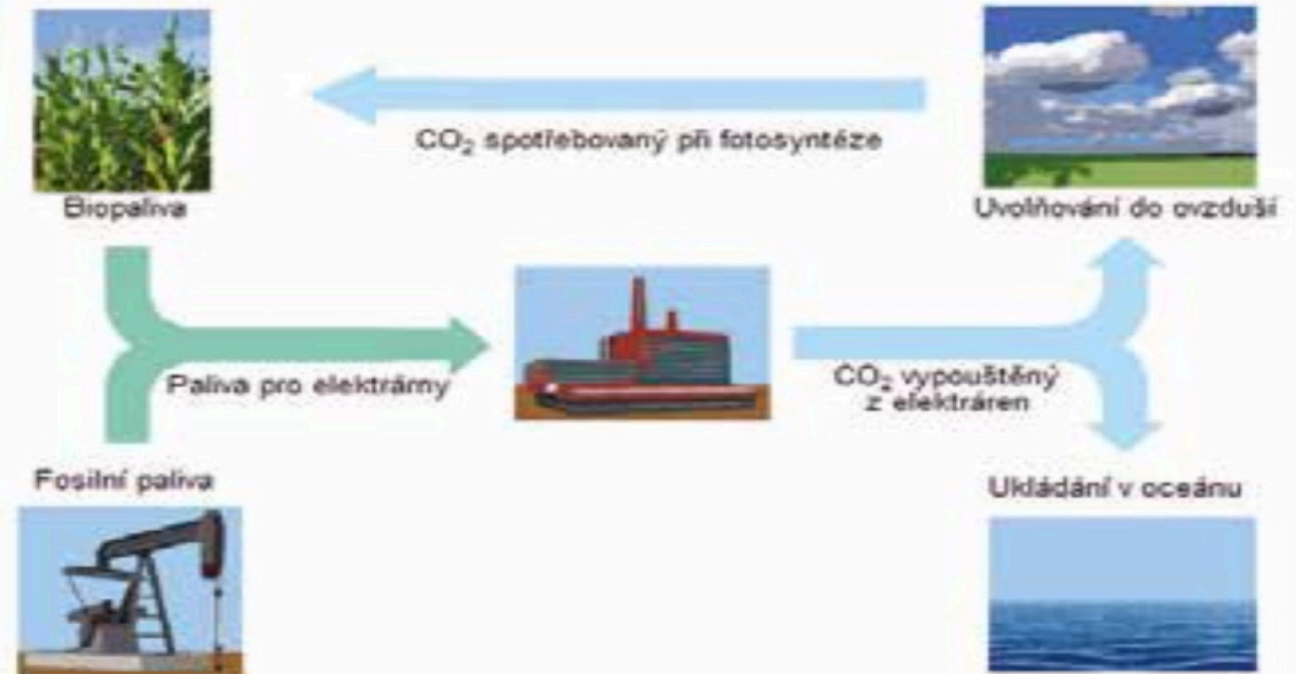 CO₂ spotřebovaný při fotosyntéze
Biopaliva
Uvolňování do ovzduší
Paliva pro elektrárny
CO₂ vypouštěný
z elektráren
Fosilní paliva
Ukládání v oceánu